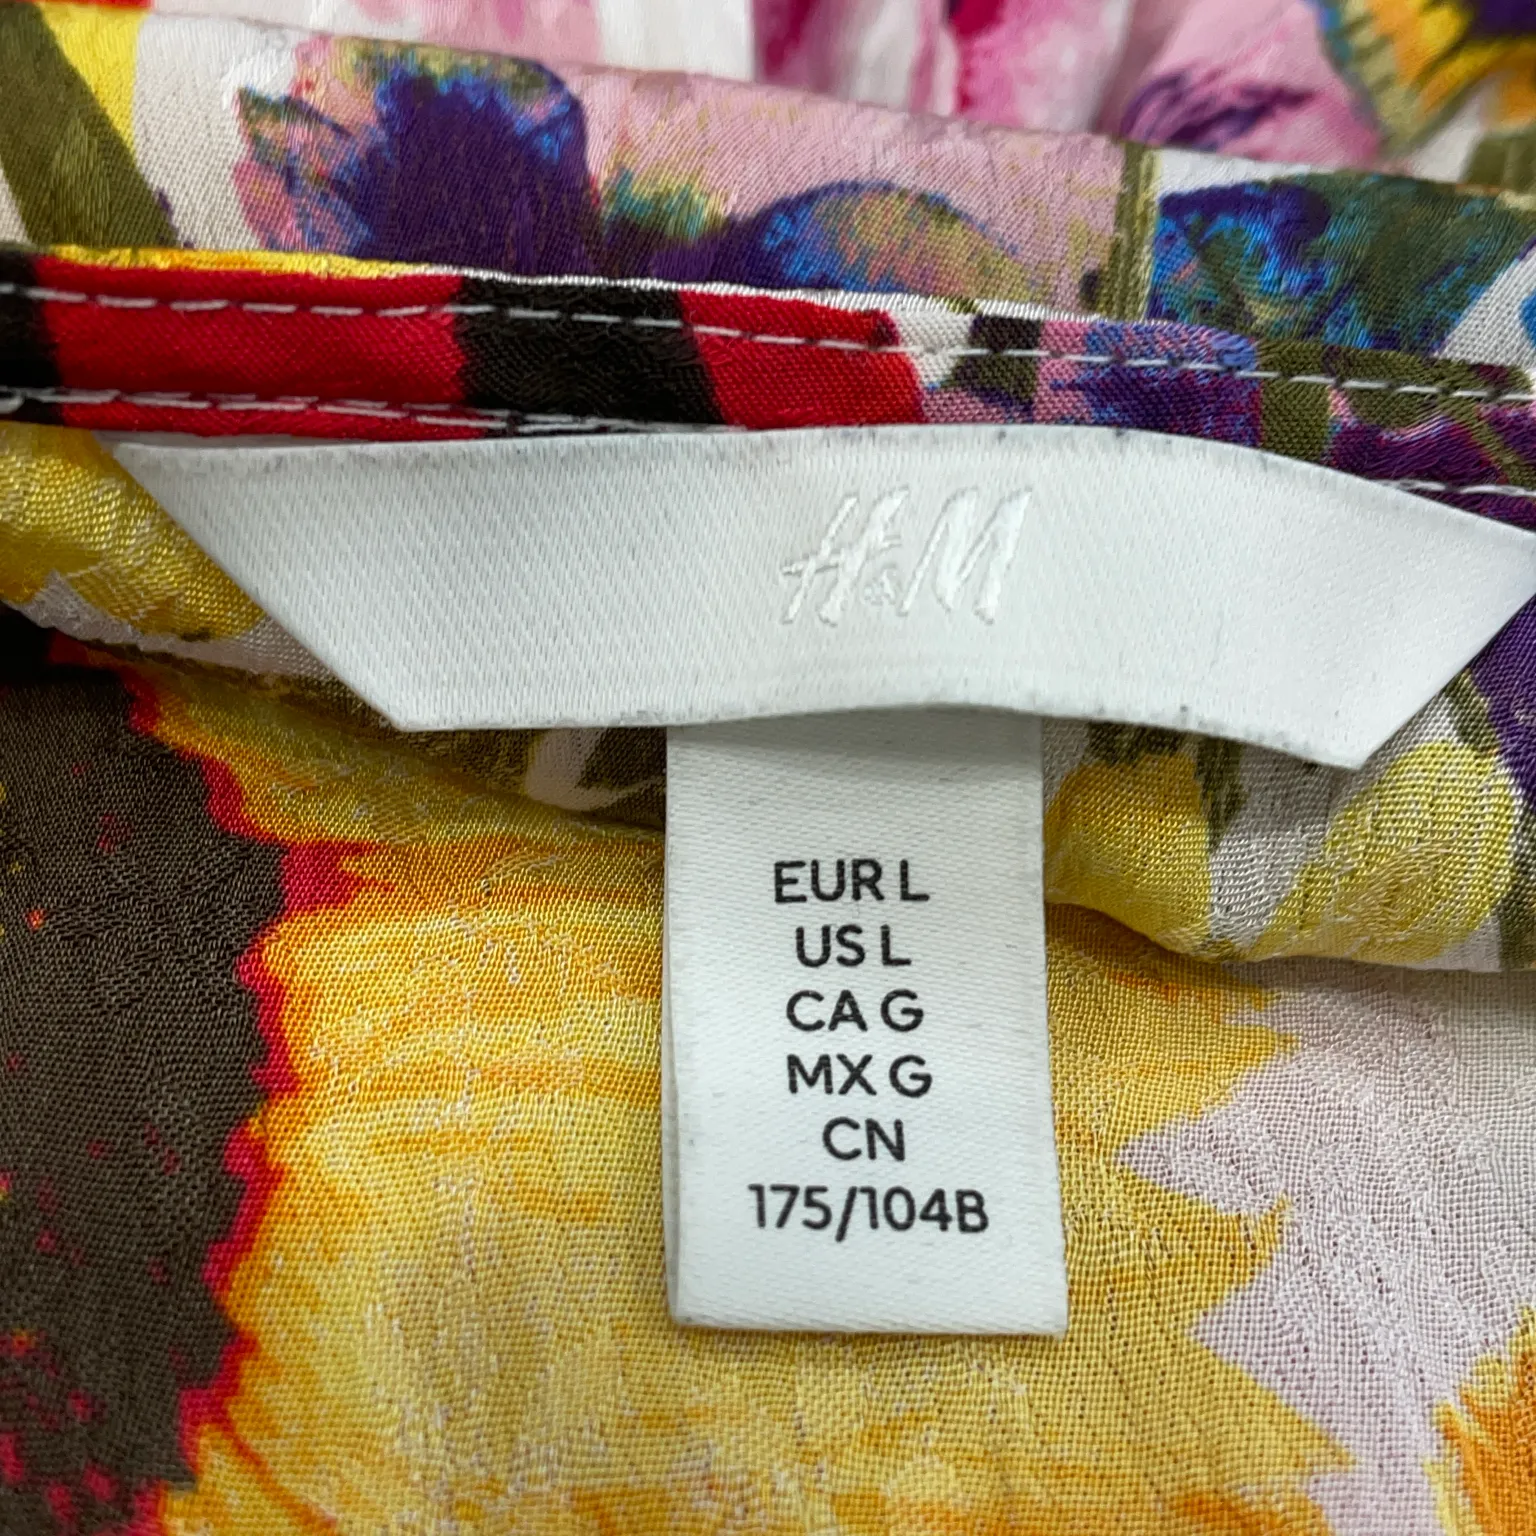 H&M
EUR L
US L
CA G
MX G
CN
175/104B